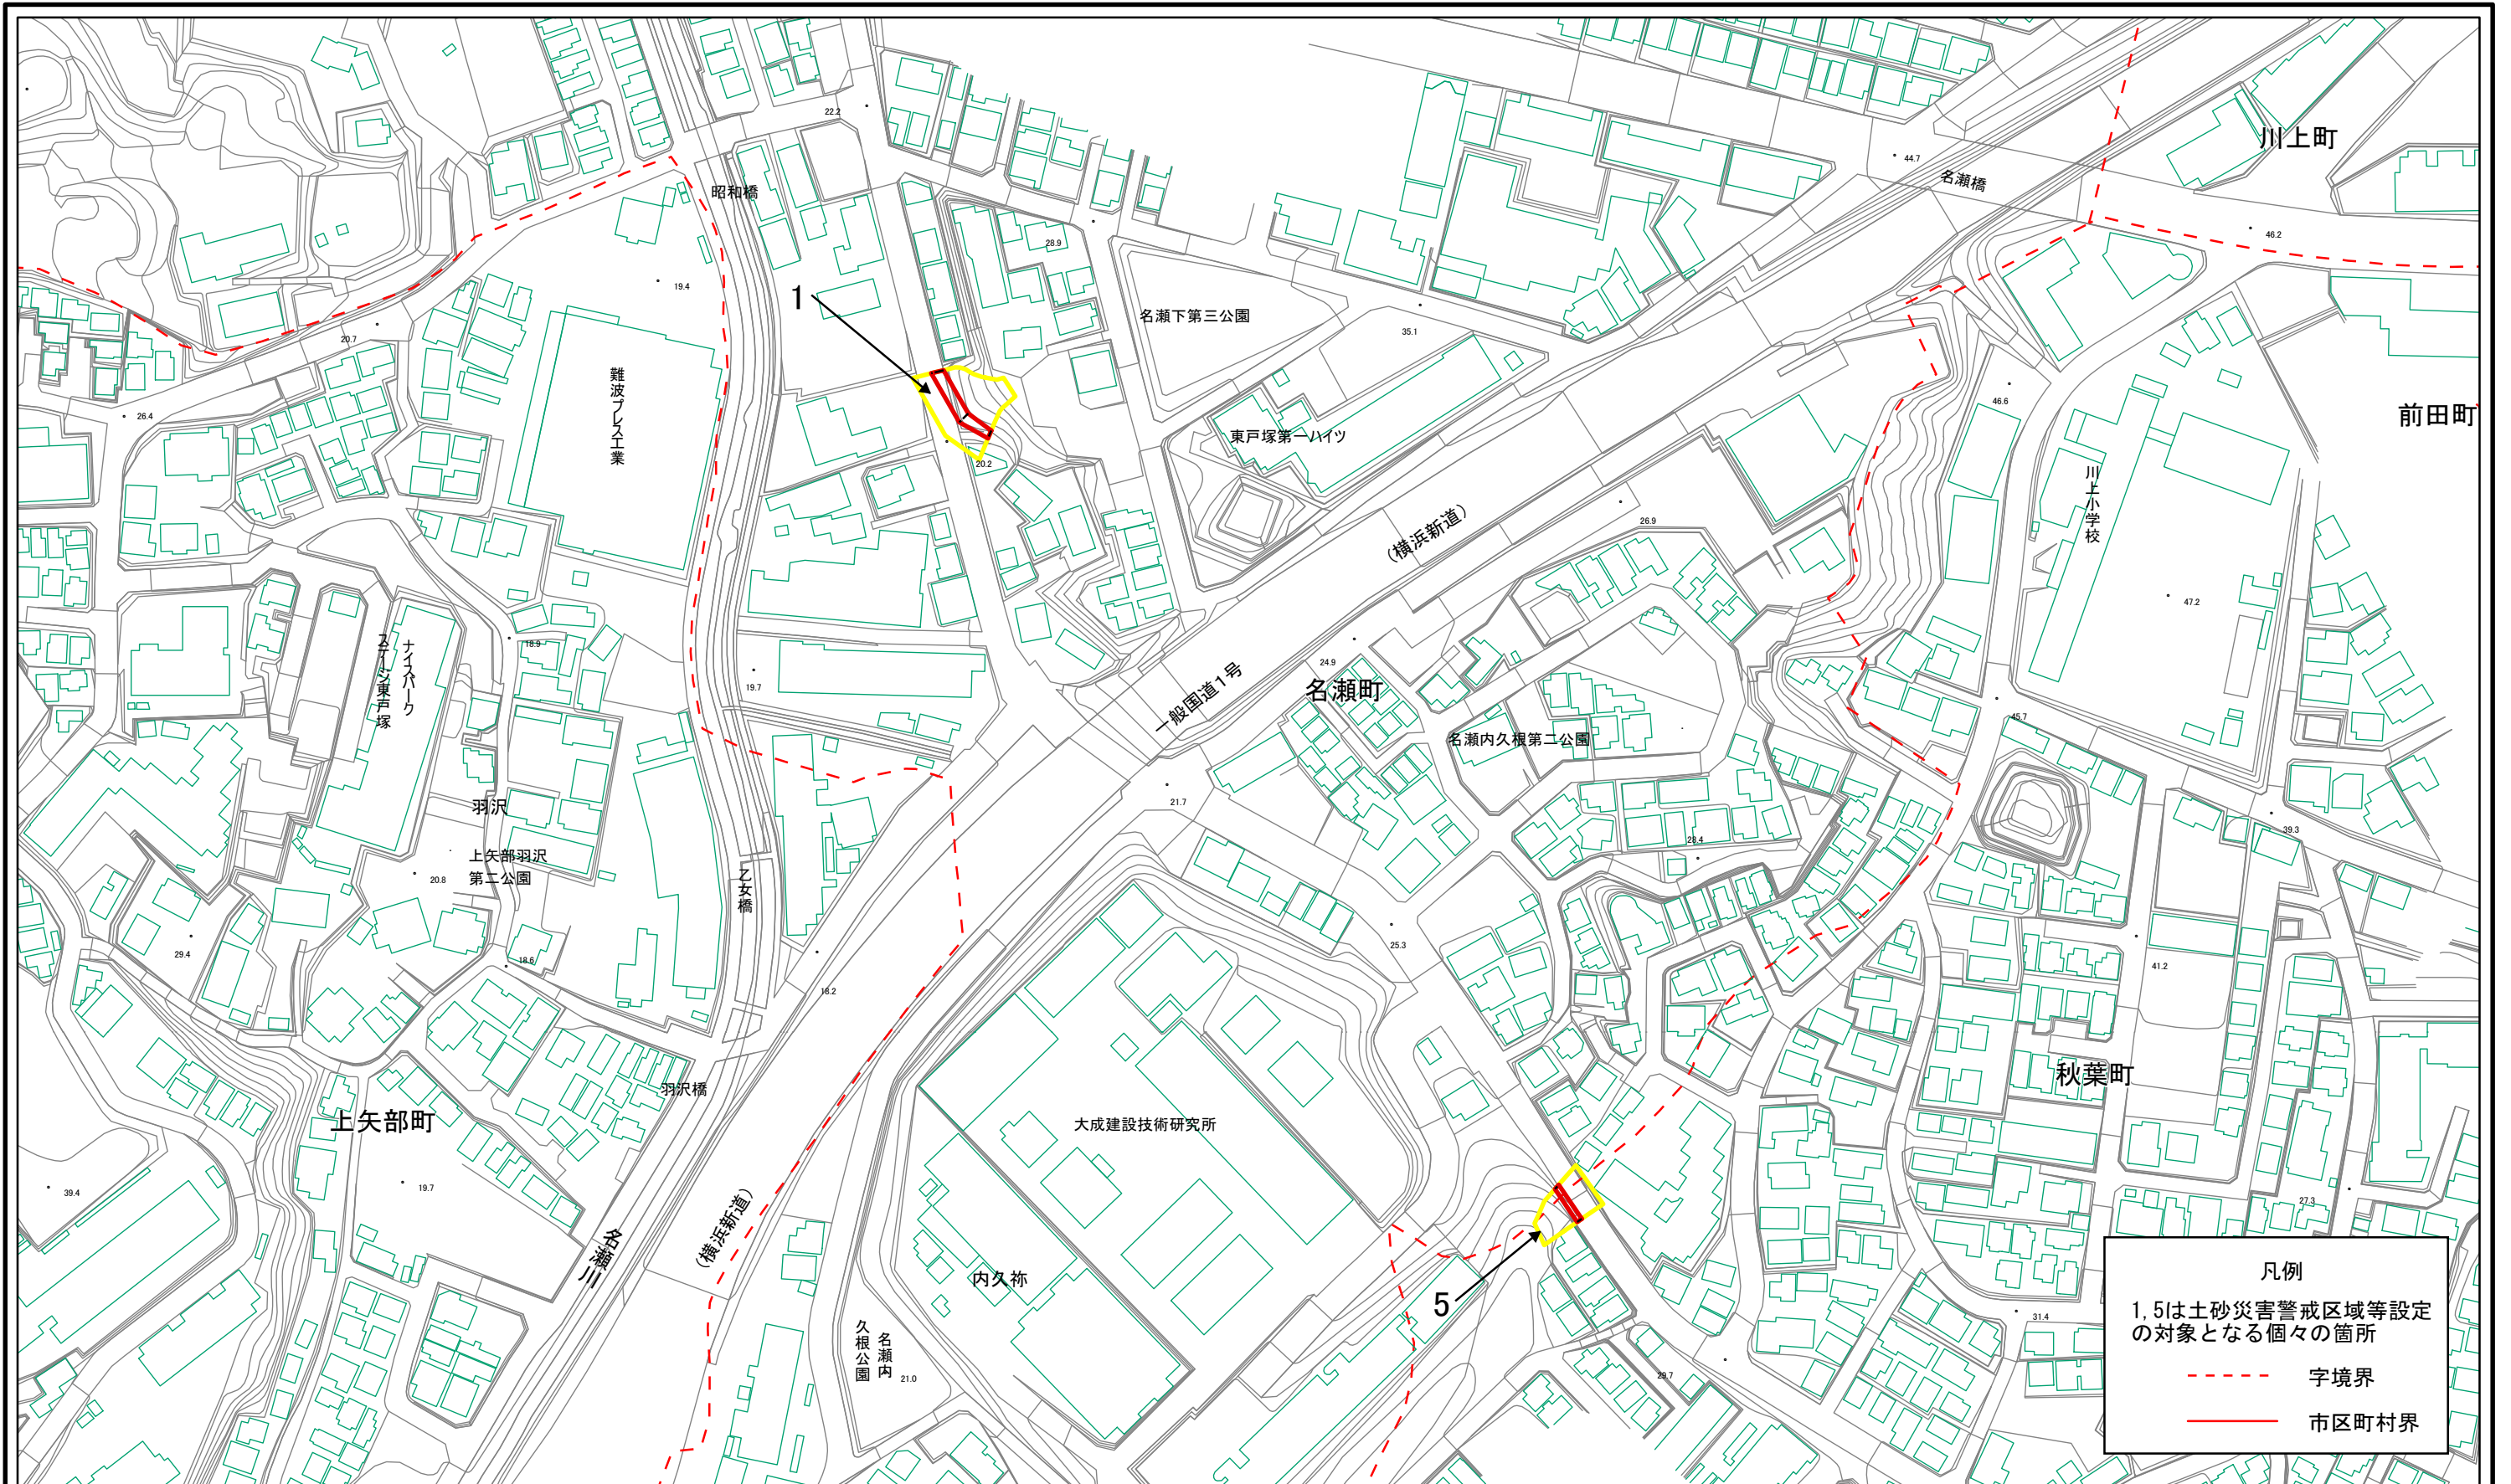 川上町
22.2
44.7
昭和橋
名瀬橋
46.2
28.9
19.4
1
名瀬下第三公園
35.1
20.7
難波プレス工業
26.4
46.6
前田町
東戸塚第一ハイツ
20.2
川上小学校
(横浜新道)
26.9
47.2
ナイスパーク
ステージ東戸塚
18.9
24.9
19.7
名瀬町
一般国道1号
45.7
名瀬内久根第二公園
21.7
羽沢
39.3
28.4
上矢部羽沢
第二公園
20.8
乙女橋
25.3
29.4
18.6
41.2
18.2
秋葉町
羽沢橋
上矢部町
大成建設技術研究所
39.4
19.7
27.3
(横浜新道)
名瀬川
内久祢
5
名瀬内
久根公園
21.0
31.4
29.7
凡例
1,5は土砂災害警戒区域等設定
の対象となる個々の箇所
字境界
市区町村界